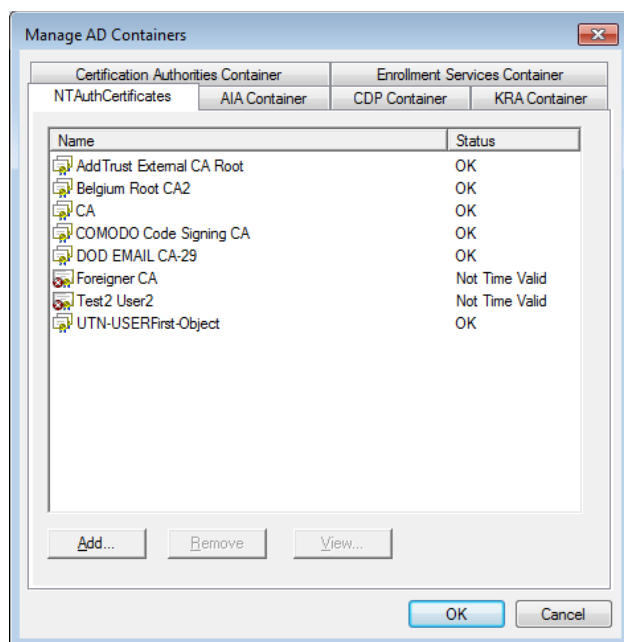 Manage AD Containers
Certification Authorities Container Enrollment Services Container
NTAuthCertificates AIA Container CDP Container KRA Container
Name Status
AddTrust External CA Root OK
Belgium Root CA2 OK
CA OK
COMODO Code Signing CA OK
DOD EMAIL CA-29 OK
Foreigner CA Not Time Valid
Test2 User2 Not Time Valid
UTN-USERFirst-Object OK
Add... Remove View...
OK Cancel